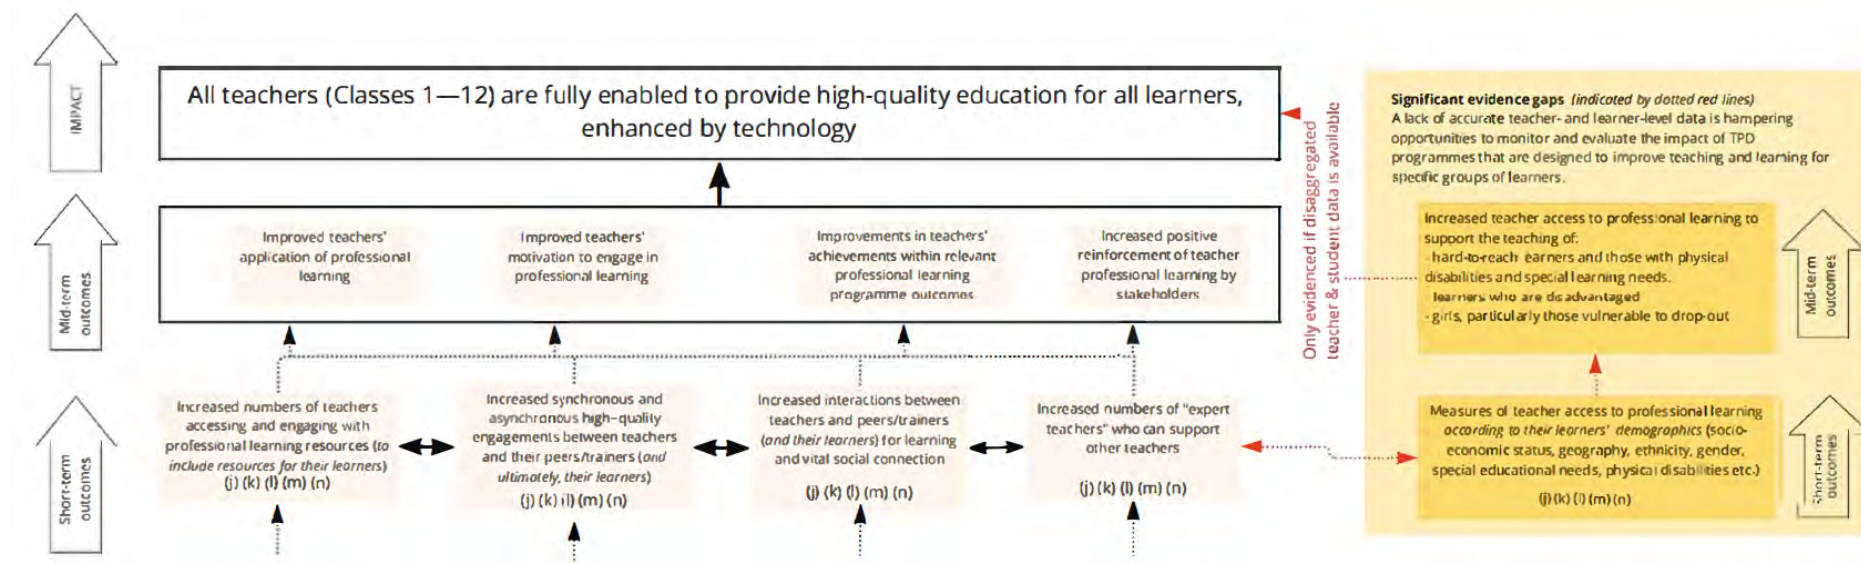 IMPACT
All teachers (Classes 1—12) are fully enabled to provide high-quality education for all learners,
enhanced by technology
Mid-term
outcomes
Improved teachers'
application of professional
learning
Improved teachers'
motivation to engage in
professional learning
Improvements in teachers'
achievements within relevant
professional learning
programme outcomes
Increased positive
reinforcement of teacher
professional learning by
stakeholders
Short-term
outcomes
Increased numbers of teachers
accessing and engaging with
professional learning resources (to
include resources for their learners)
(j) (k) (l) (m) (n)
Increased synchronous and
asynchronous high-quality
engagements between teachers
and their peers/trainers (and
ultimately, their learners)
(j) (k) (l) (m) (n)
Increased interactions between
teachers and peers/trainers
(and their learners) for learning
and vital social connection
(j) (k) (l) (m) (n)
Increased numbers of "expert
teachers" who can support
other teachers
(j) (k) (l) (m) (n)
Only evidenced if disaggregated
teacher & student data is available
Significant evidence gaps (indicated by dotted red lines)
A lack of accurate teacher- and learner-level data is hampering
opportunities to monitor and evaluate the impact of TPD
programmes that are designed to improve teaching and learning for
specific groups of learners.
Increased teacher access to professional learning to
support the teaching of:
- hard-to-reach learners and those with physical
disabilities and special learning needs.
learners who are disadvantaged
- girls, particularly those vulnerable to drop-out
Mid-term
outcomes
Measures of teacher access to professional learning
according to their learners' demographics (socio-
economic status, geography, ethnicity, gender,
special educational needs, physical disabilities etc.)
(j) (k) (l) (m) (n)
Short-term
outcomes